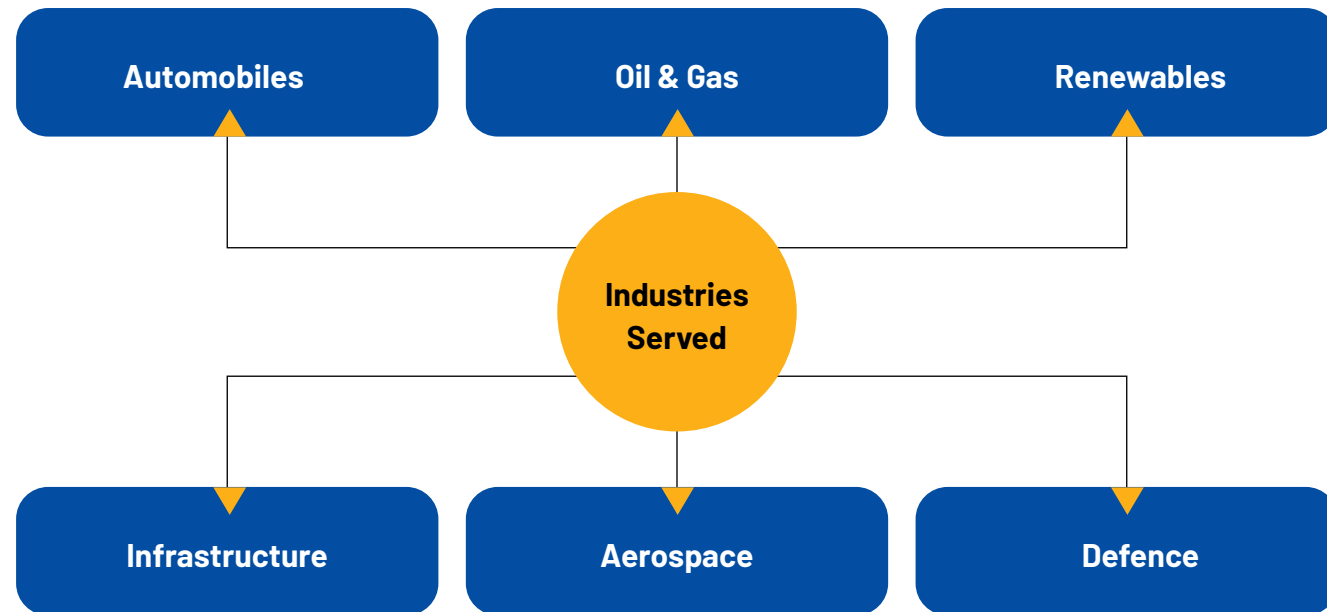 Automobiles
Oil & Gas
Renewables
Industries
Served
Infrastructure
Aerospace
Defence